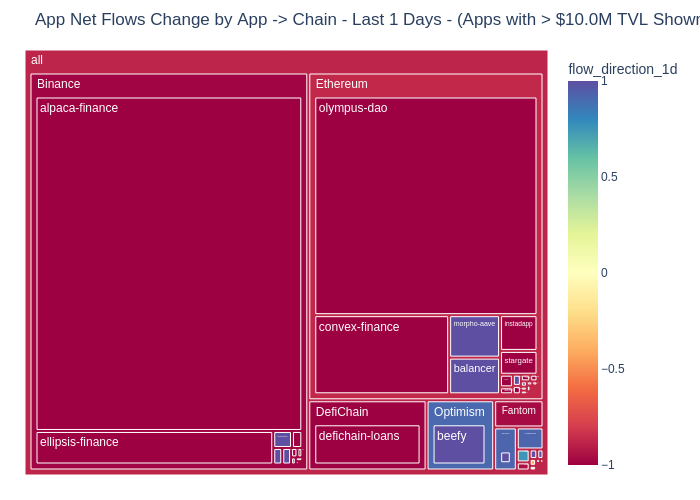 App Net Flows Change by App -> Chain - Last 1 Days - (Apps with > $10.0M TVL Shown
all
Binance
alpaca-finance
ellipsis-finance
Ethereum
olympus-dao
convex-finance
morpho-aave
instadapp
balancer
stargate
DefiChain
defichain-loans
Optimism
beefy
Fantom
flow_direction_1d
1
0.5
0
−0.5
−1